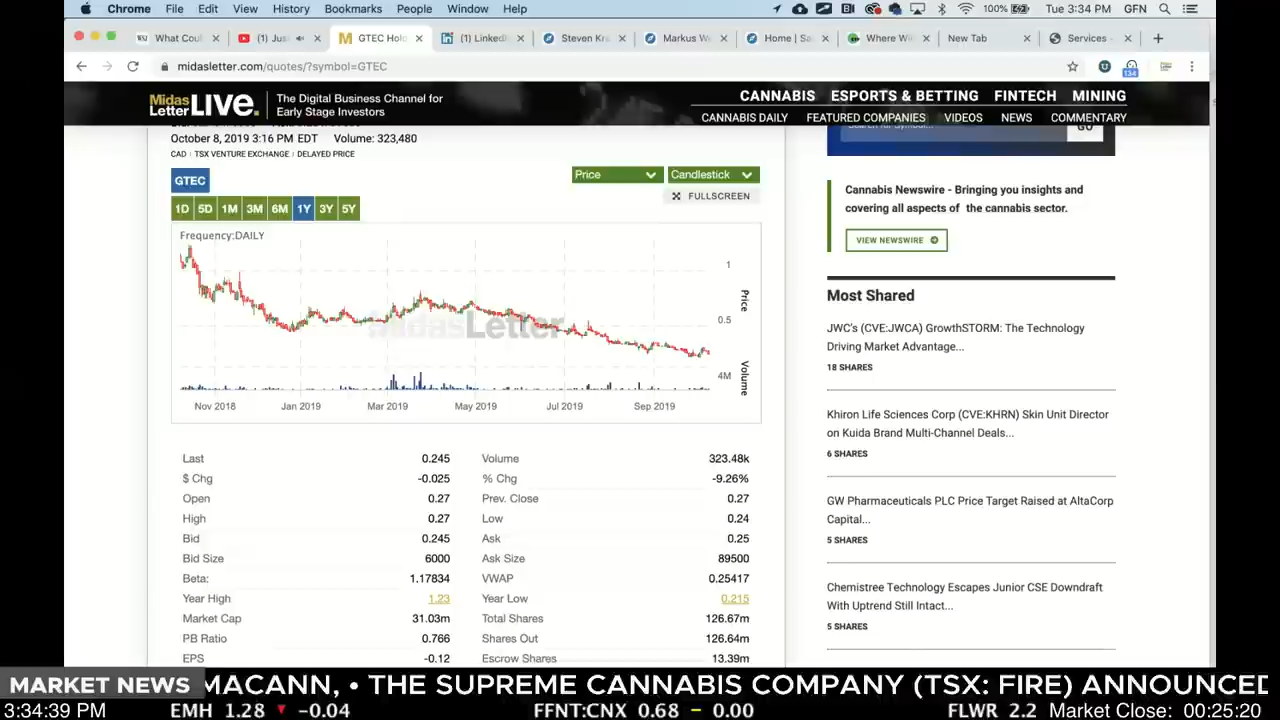 Chrome File Edit View History Bookmarks People Window Help 100% Tue 3:34 PM GFN
What Coul × (1) Jus × GTEC Hol × (1) LinkedI × Steven Kr × Markus W × Home | Sa × Where Wi × New Tab × Services - ×
midasletter.com/quotes/?symbol=GTEC
134
Midas Letter LIVE. The Digital Business Channel for Early Stage Investors
CANNABIS ESPORTS & BETTING FINTECH MINING
CANNABIS DAILY FEATURED COMPANIES VIDEOS NEWS COMMENTARY
October 8, 2019 3:16 PM EDT Volume: 323,480
CAD | TSX VENTURE EXCHANGE | DELAYED PRICE
GTEC
Price Candlestick
FULLSCREEN
1D 5D 1M 3M 6M 1Y 3Y 5Y
Frequency:DAILY
1
Price
0.5
MidasLetter
4M
Volume
Nov 2018 Jan 2019 Mar 2019 May 2019 Jul 2019 Sep 2019
Last 0.245 Volume 323.48k
$ Chg -0.025 % Chg -9.26%
Open 0.27 Prev. Close 0.27
High 0.27 Low 0.24
Bid 0.245 Ask 0.25
Bid Size 6000 Ask Size 89500
Beta: 1.17834 VWAP 0.25417
Year High 1.23 Year Low 0.215
Market Cap 31.03m Total Shares 126.67m
PB Ratio 0.766 Shares Out 126.64m
EPS -0.12 Escrow Shares 13.39m
Search for Symbol... GO
Cannabis Newswire - Bringing you insights and
covering all aspects of the cannabis sector.
VIEW NEWSWIRE
Most Shared
JWC's (CVE:JWCA) GrowthSTORM: The Technology
Driving Market Advantage...
18 SHARES
Khiron Life Sciences Corp (CVE:KHRN) Skin Unit Director
on Kuida Brand Multi-Channel Deals...
6 SHARES
GW Pharmaceuticals PLC Price Target Raised at AltaCorp
Capital...
5 SHARES
Chemistree Technology Escapes Junior CSE Downdraft
With Uptrend Still Intact...
5 SHARES
MARKET NEWS MACANN, • THE SUPREME CANNABIS COMPANY (TSX: FIRE) ANNOUNCED
3:34:39 PM EMH 1.28 -0.04 FFNT:CNX 0.68 0.00 FLWR 2.2 Market Close: 00:25:20